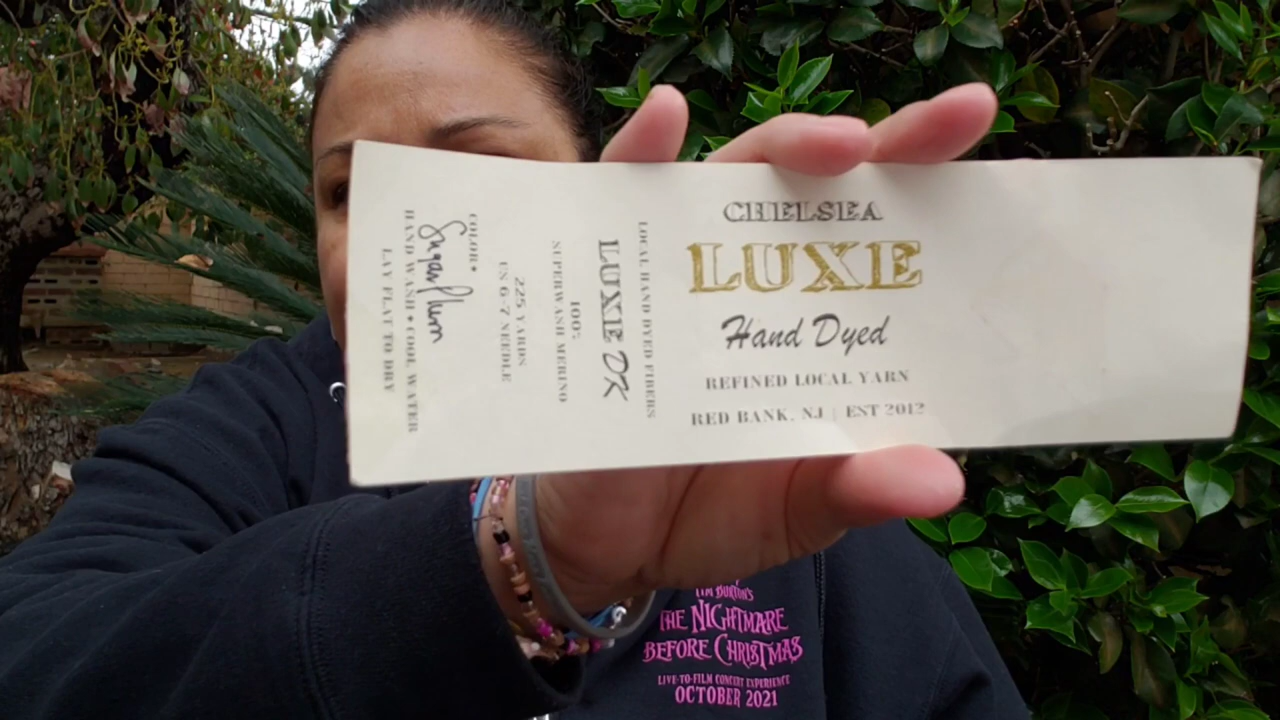 CHELSEA
LUXE
Hand Dyed
REFINED LOCAL YARN
RED BANK, NJ | EST 2012
LOCAL HAND DYED FIBERS
LUXE DK
100%
SUPERWASH MERINO
225 YARDS
US 6-7 NEEDLE
COLOR•
Sugar Plum
HAND WASH • COOL WATER
LAY FLAT TO DRY
TIM BURTON'S
THE NIGHTMARE
BEFORE CHRISTMAS
LIVE-TO-FILM CONCERT EXPERIENCE
OCTOBER 2021